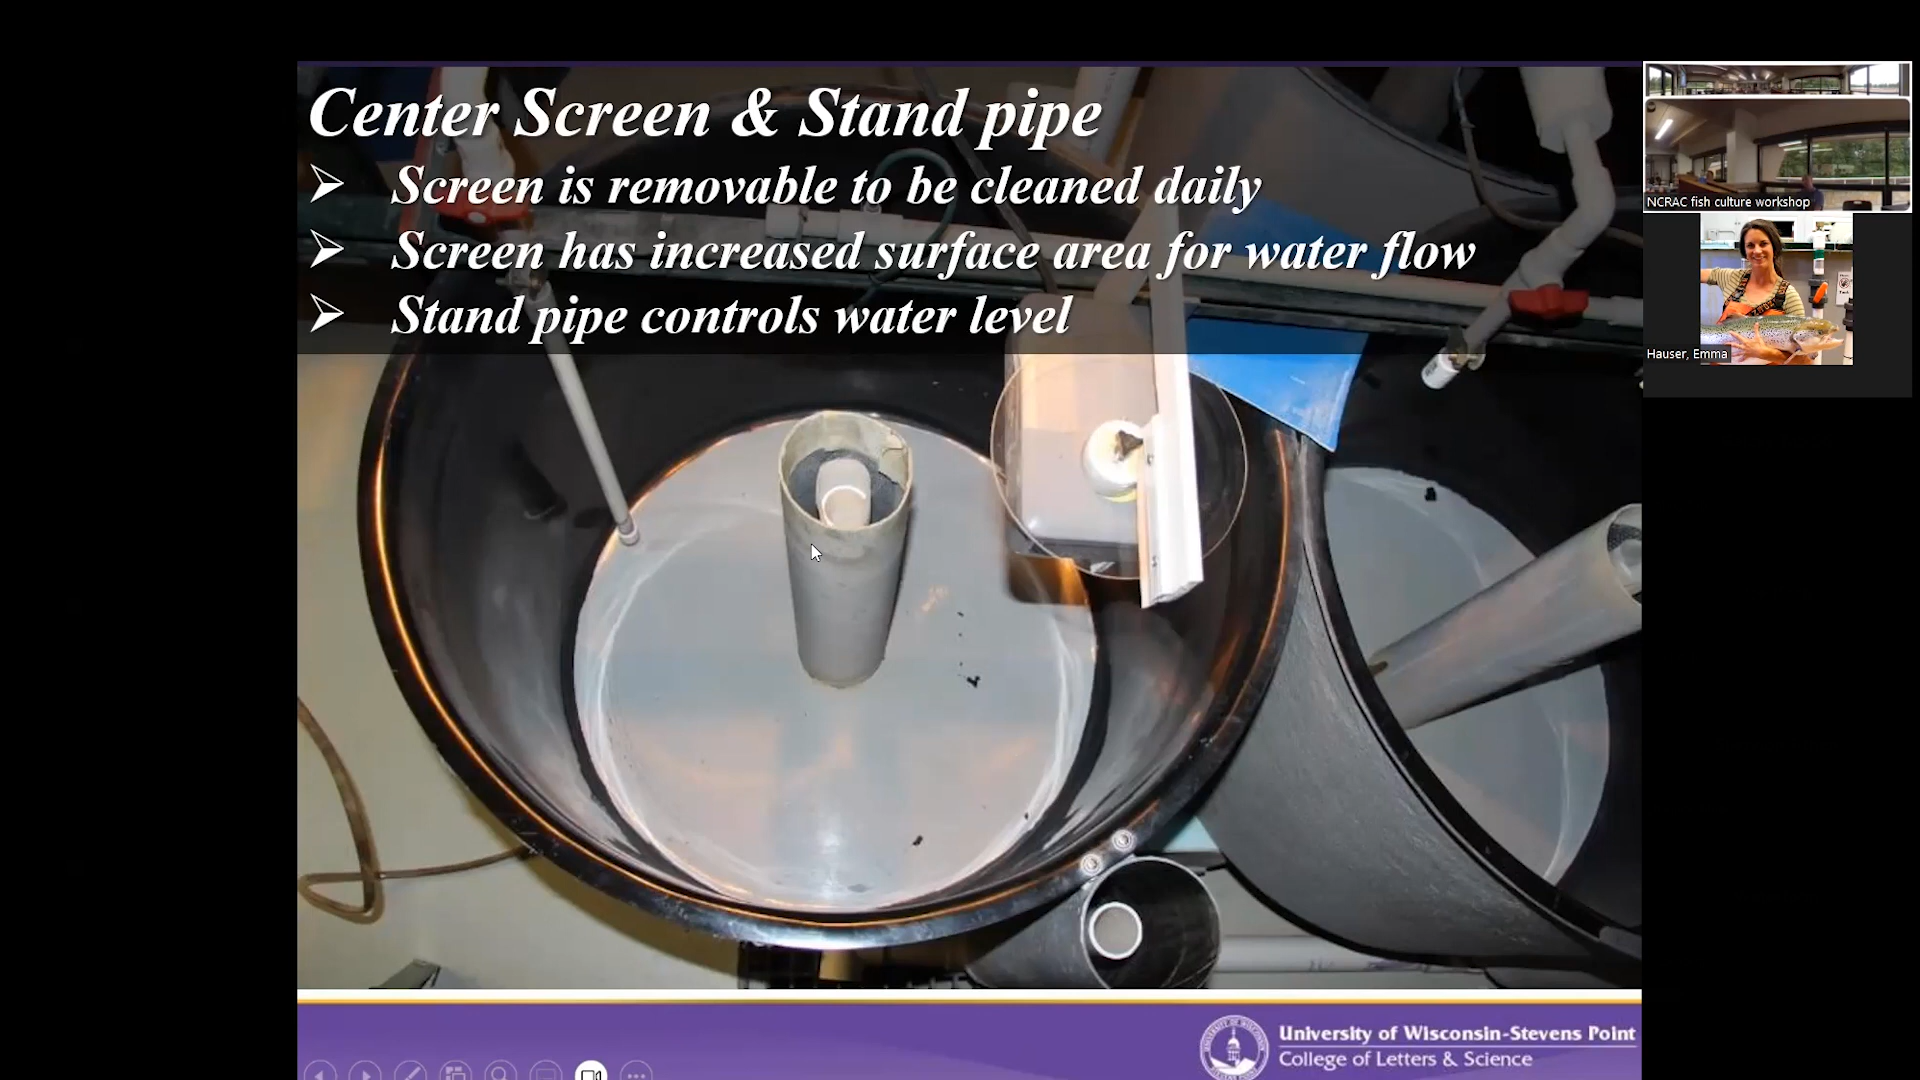 Center Screen & Stand pipe
➢ Screen is removable to be cleaned daily
➢ Screen has increased surface area for water flow
➢ Stand pipe controls water level
NCRAC fish culture workshop
Hauser, Emma
University of Wisconsin-Stevens Point
College of Letters & Science